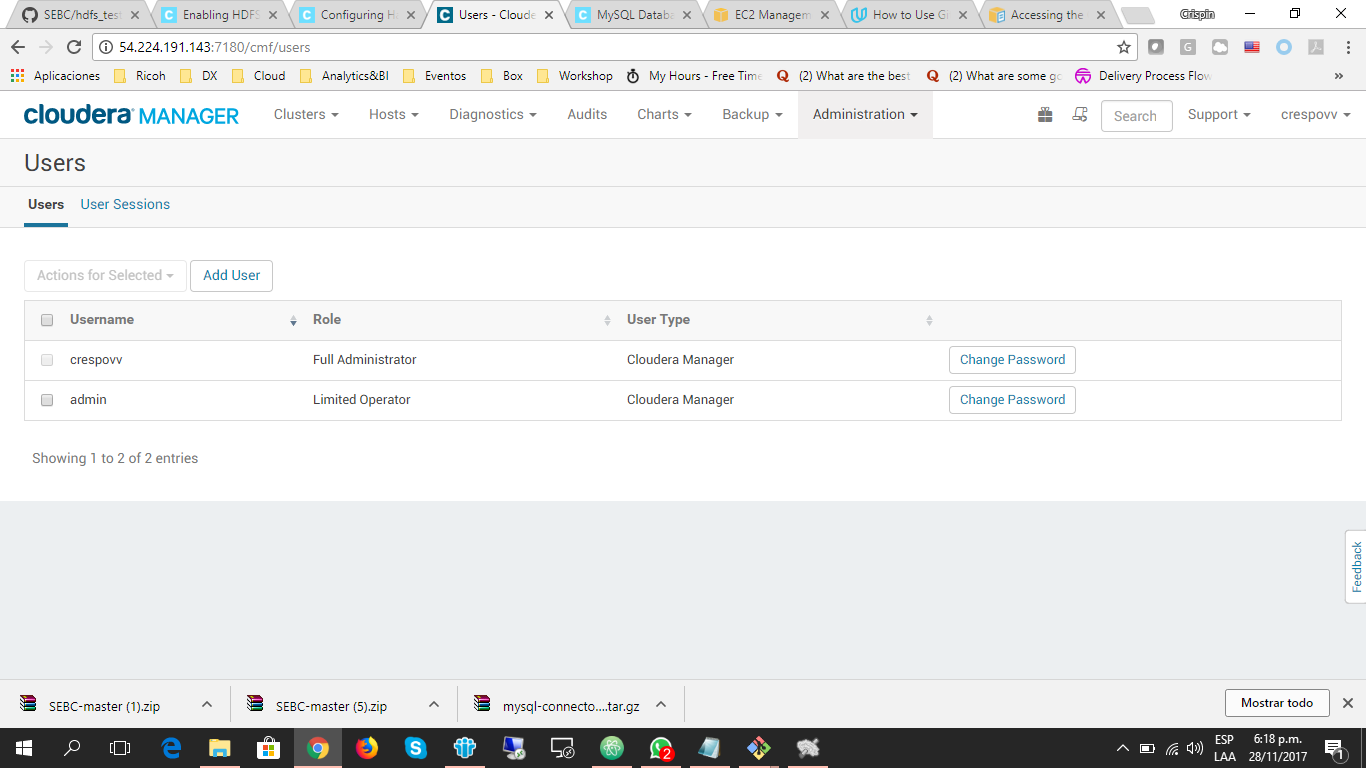 SEBC/hdfs_test
Enabling HDFS
Configuring H
Users - Cloude
MySQL Databa
EC2 Managem
How to Use G
Accessing the
Crispin
54.224.191.143:7180/cmf/users
G
Aplicaciones
Ricoh
DX
Cloud
Analytics&BI
Eventos
Box
Workshop
My Hours - Free Time
(2) What are the best
(2) What are some go
Delivery Process Flow
»
cloudera MANAGER
Clusters
Hosts
Diagnostics
Audits
Charts
Backup
Administration
Search
Support
crespovv
Users
Users
User Sessions
Actions for Selected
Add User
Username
Role
User Type
crespovv
Full Administrator
Cloudera Manager
Change Password
admin
Limited Operator
Cloudera Manager
Change Password
Showing 1 to 2 of 2 entries
Feedback
SEBC-master (1).zip
SEBC-master (5).zip
mysql-connecto....tar.gz
Mostrar todo
2
ESP
LAA
6:18 p.m.
28/11/2017
1